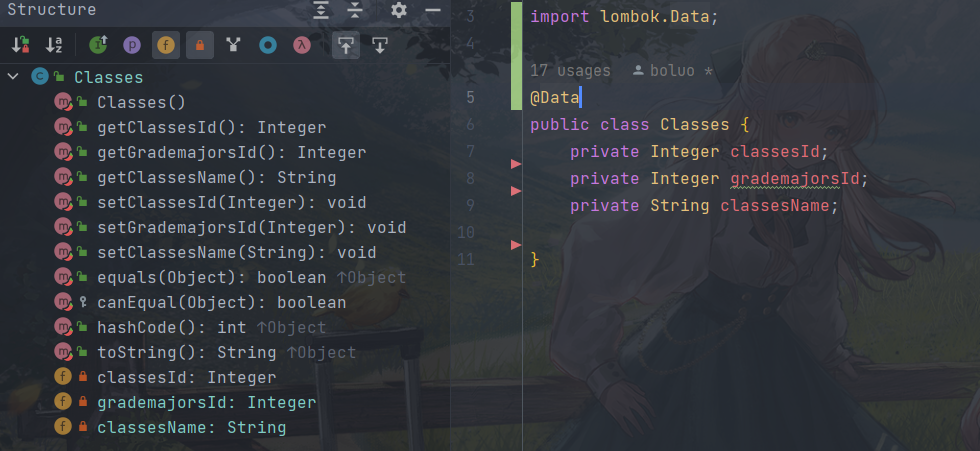 Structure
Classes
Classes()
getClassesId(): Integer
getGrademajorsId(): Integer
getClassesName(): String
setClassesId(Integer): void
setGrademajorsId(Integer): void
setClassesName(String): void
equals(Object): boolean ↑Object
canEqual(Object): boolean
hashCode(): int ↑Object
toString(): String ↑Object
classesId: Integer
grademajorsId: Integer
classesName: String
3 import lombok.Data;
4
17 usages boluo *
5 @Data
6 public class Classes {
7 private Integer classesId;
8 private Integer grademajorsId;
9 private String classesName;
10
11 }